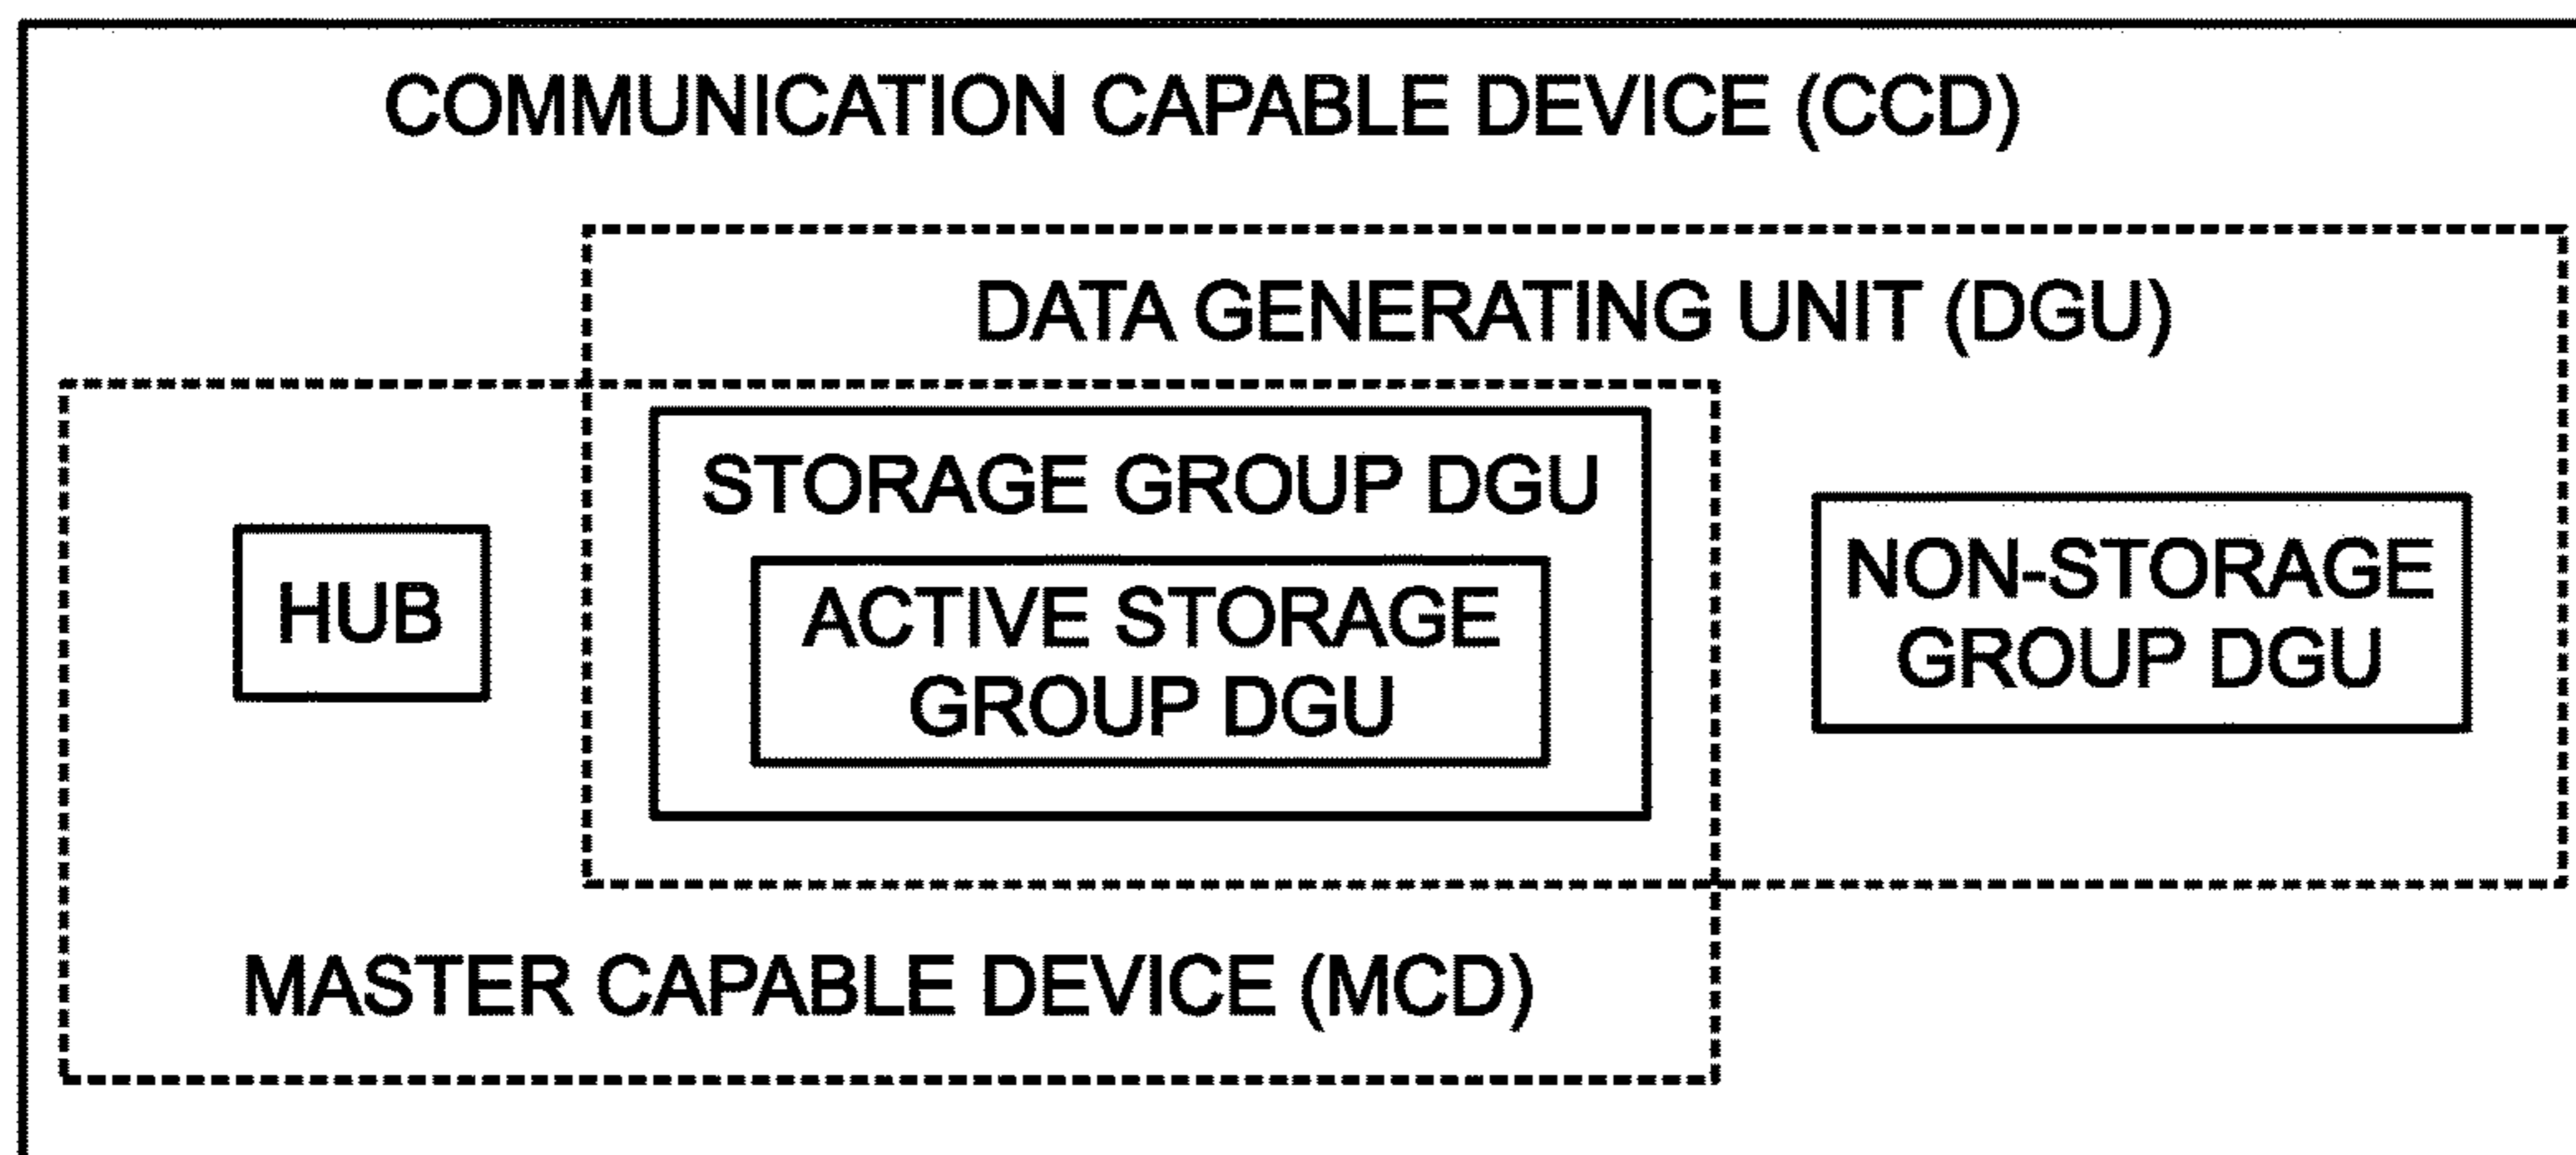 COMMUNICATION CAPABLE DEVICE (CCD)
DATA GENERATING UNIT (DGU)
STORAGE GROUP DGU
HUB
ACTIVE STORAGE
GROUP DGU
NON-STORAGE
GROUP DGU
MASTER CAPABLE DEVICE (MCD)